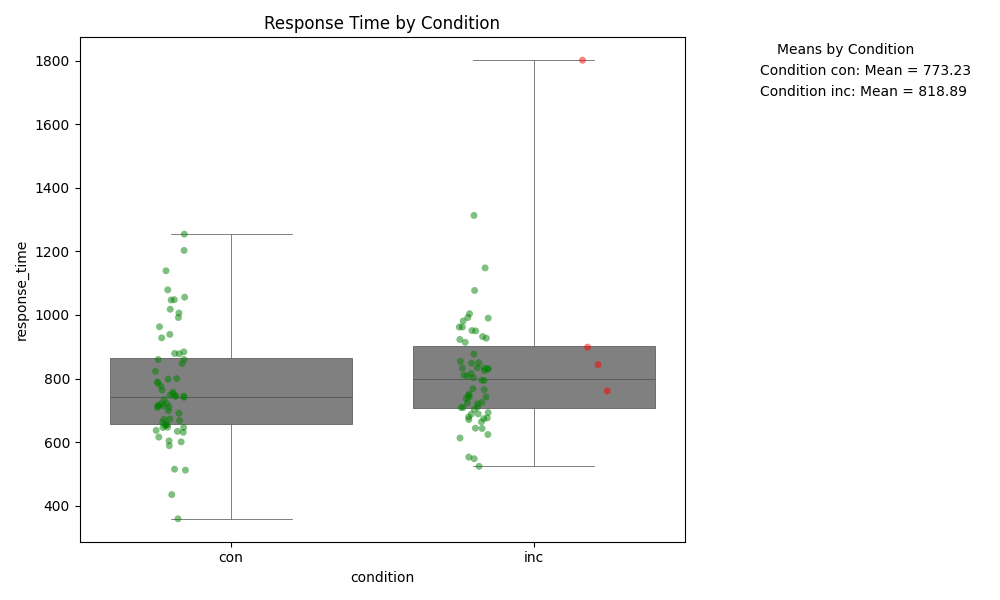 Response Time by Condition
Means by Condition
Condition con: Mean = 773.23
Condition inc: Mean = 818.89
response_time
1800
1600
1400
1200
1000
800
600
400
con inc
condition